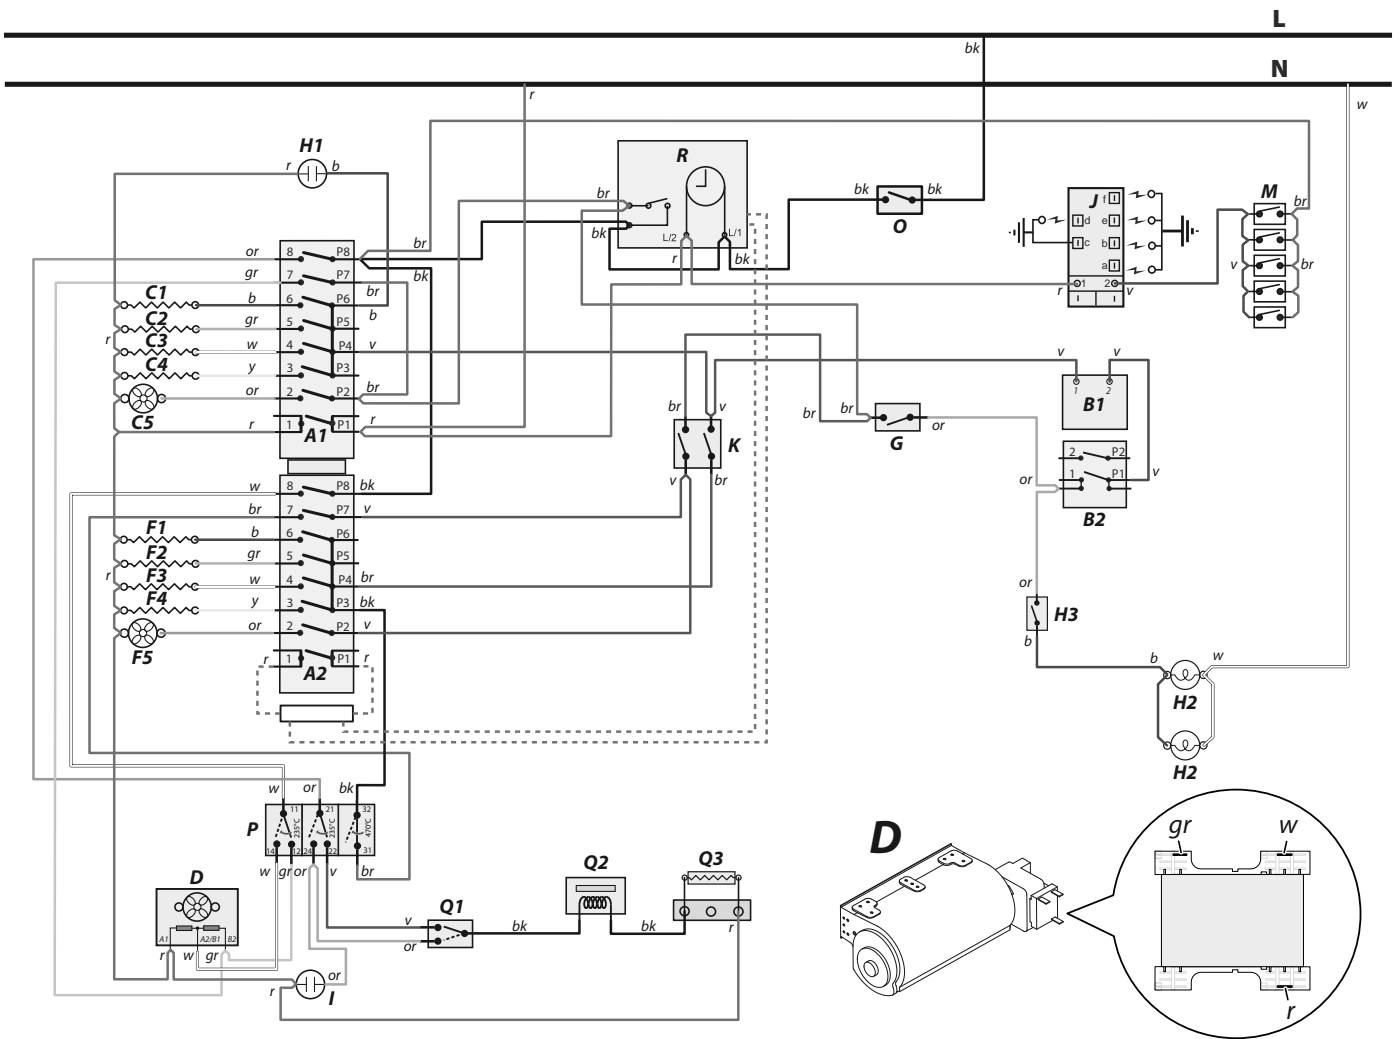 L
bk
N
r
w
H1
r b
R
br
bk
L/2 L/1
r bk
bk bk
O
J f
d e
c b
a
r 1 2 v
M
br
v br
or 8 P8 br
bk
gr 7 P7 br
C1 b 6 P6 b
C2 gr 5 P5
r C3 w 4 P4 v
C4 y 3 P3
C5 or 2 P2 br
r 1 A1 P1 r
br v
K
v br
br br
G or
v v
1 2
B1
2 P2
or 1 P1 v
B2
w 8 P8 bk
br 7 P7 v
F1 b 6 P6
F2 gr 5 P5
r F3 w 4 P4 br
F4 y 3 P3 bk
F5 or 2 P2 v
r 1 A2 P1 r
or
H3
b
b w
H2
H2
w or bk
P
11 21 32
235°C 235°C 470°C
14 12 24 22 31
w gr or v br
D
A1 A2/B1 B2
r w gr
r or
I
v Q1
or
bk
Q2
bk
Q3
r
D
gr w
r